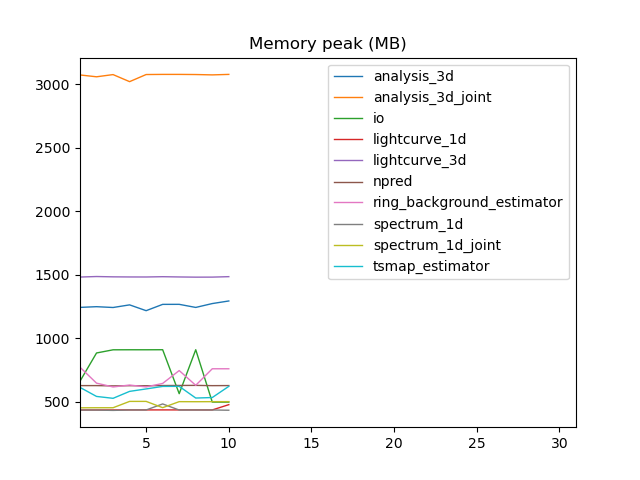 Memory peak (MB)
3000
2500
2000
1500
1000
500
analysis_3d
analysis_3d_joint
io
lightcurve_1d
lightcurve_3d
npred
ring_background_estimator
spectrum_1d
spectrum_1d_joint
tsmap_estimator
5
10
15
20
25
30